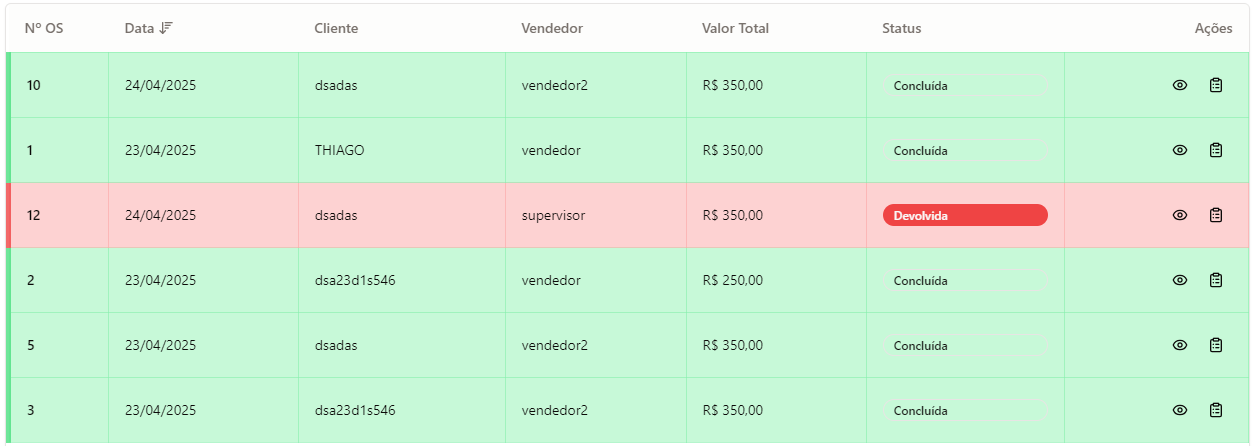 Nº OS Data Cliente Vendedor Valor Total Status Ações
10 24/04/2025 dsadas vendedor2 R$ 350,00 Concluída
1 23/04/2025 THIAGO vendedor R$ 350,00 Concluída
12 24/04/2025 dsadas supervisor R$ 350,00 Devolvida
2 23/04/2025 dsa23d1s546 vendedor R$ 250,00 Concluída
5 23/04/2025 dsadas vendedor2 R$ 350,00 Concluída
3 23/04/2025 dsa23d1s546 vendedor2 R$ 350,00 Concluída